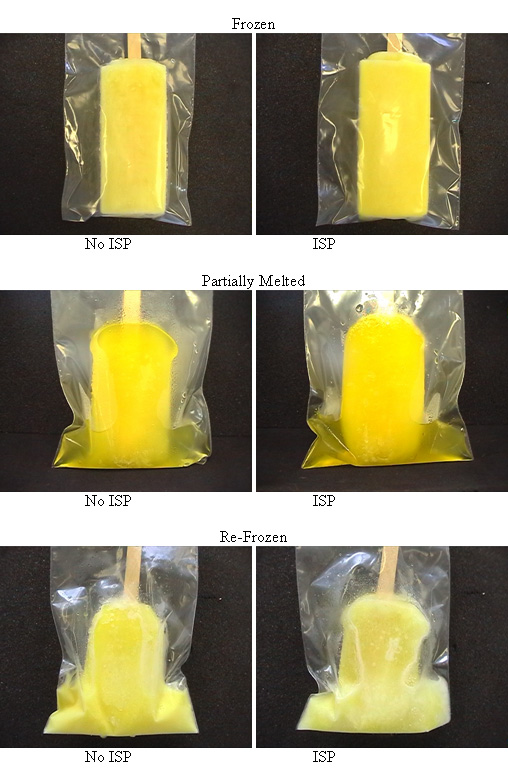 Frozen
No ISP ISP
Partially Melted
No ISP ISP
Re-Frozen
No ISP ISP